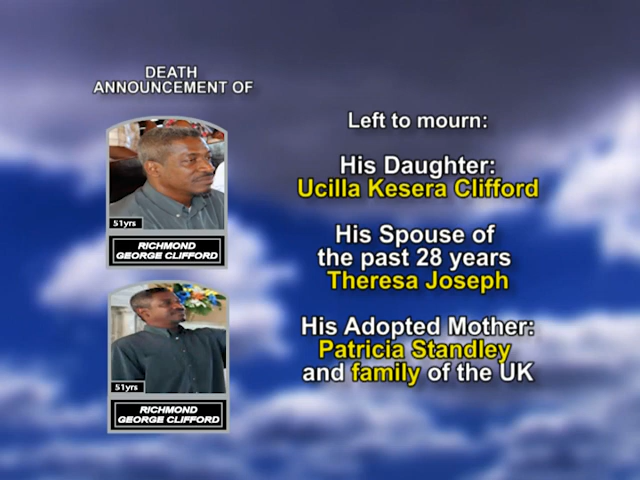 DEATH
ANNOUNCEMENT OF
51yrs
RICHMOND
GEORGE CLIFFORD
51yrs
RICHMOND
GEORGE CLIFFORD
Left to mourn:
His Daughter:
Ucilla Kesera Clifford
His Spouse of
the past 28 years
Theresa Joseph
His Adopted Mother:
Patricia Standley
and family of the UK